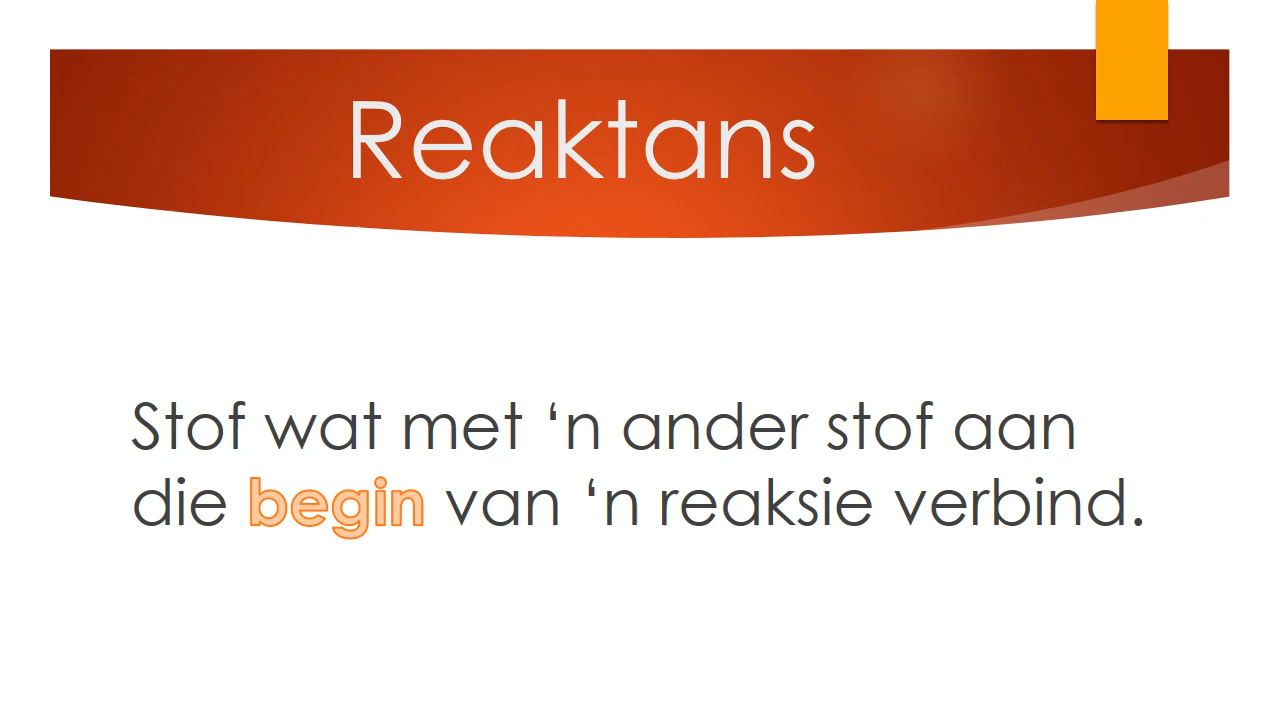 Reaktans
Stof wat met ‘n ander stof aan
die begin van ‘n reaksie verbind.